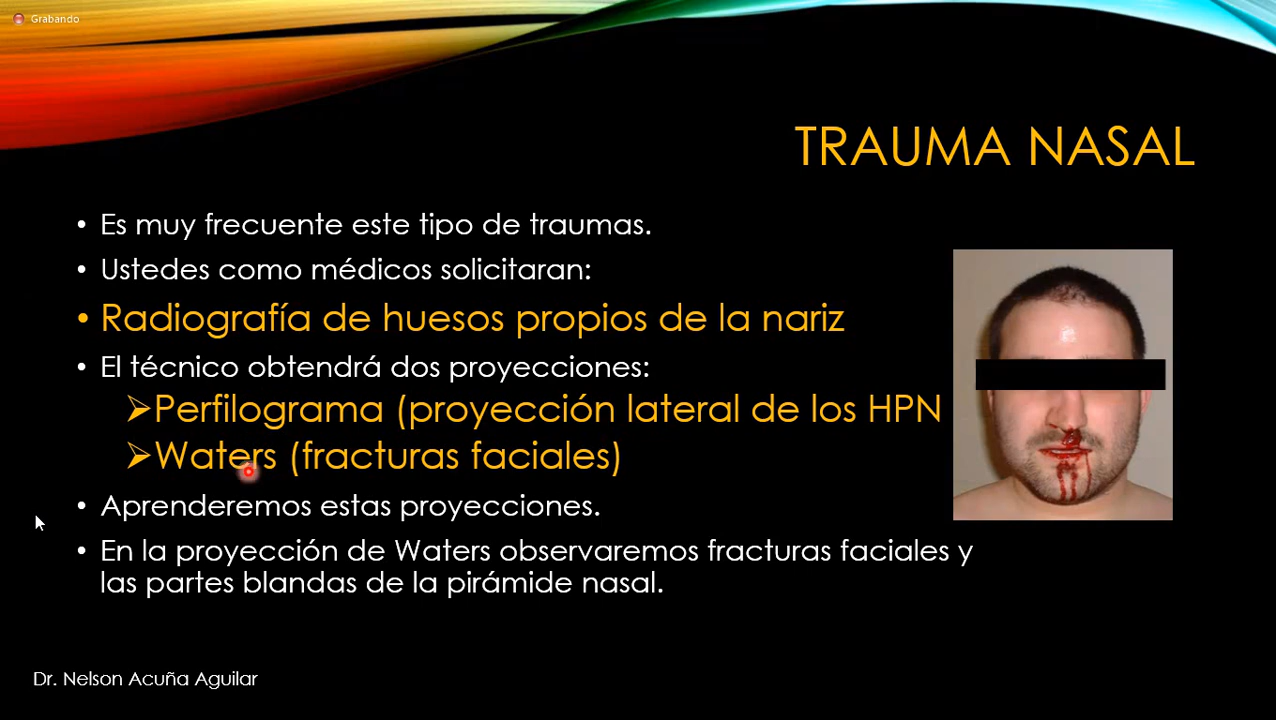 Grabando
TRAUMA NASAL
• Es muy frecuente este tipo de traumas.
• Ustedes como médicos solicitaran:
• Radiografía de huesos propios de la nariz
• El técnico obtendrá dos proyecciones:
➢Perfilograma (proyección lateral de los HPN
➢Waters (fracturas faciales)
• Aprenderemos estas proyecciones.
• En la proyección de Waters observaremos fracturas faciales y
las partes blandas de la pirámide nasal.
Dr. Nelson Acuña Aguilar